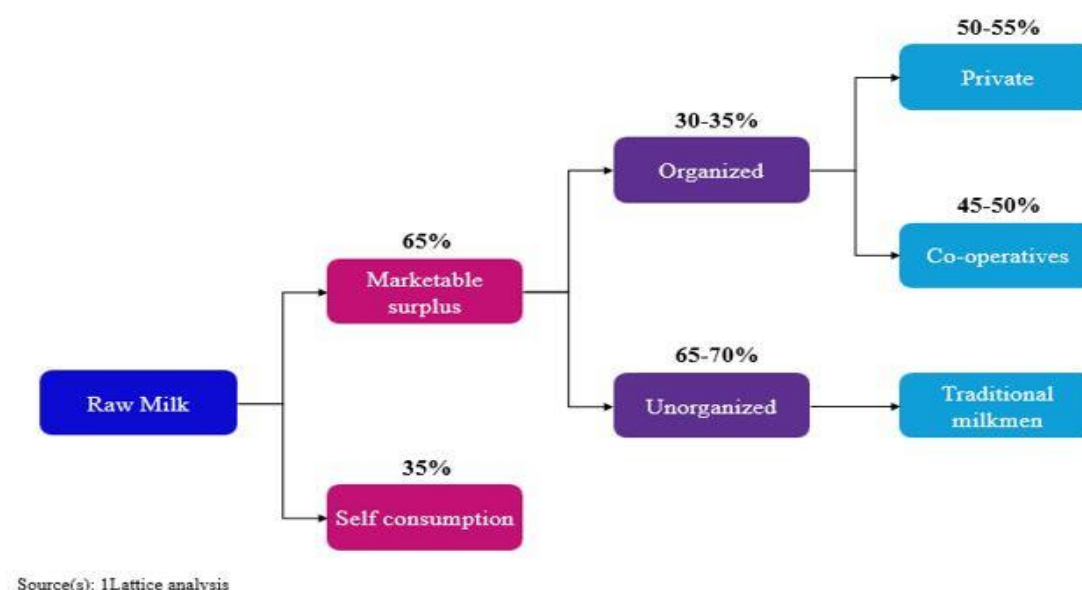 50-55%
Private
30-35%
Organized
45-50%
Co-operatives
65%
Marketable
surplus
65-70%
Unorganized
Traditional
milkmen
Raw Milk
35%
Self consumption
Source(s): 1Lattice analysis